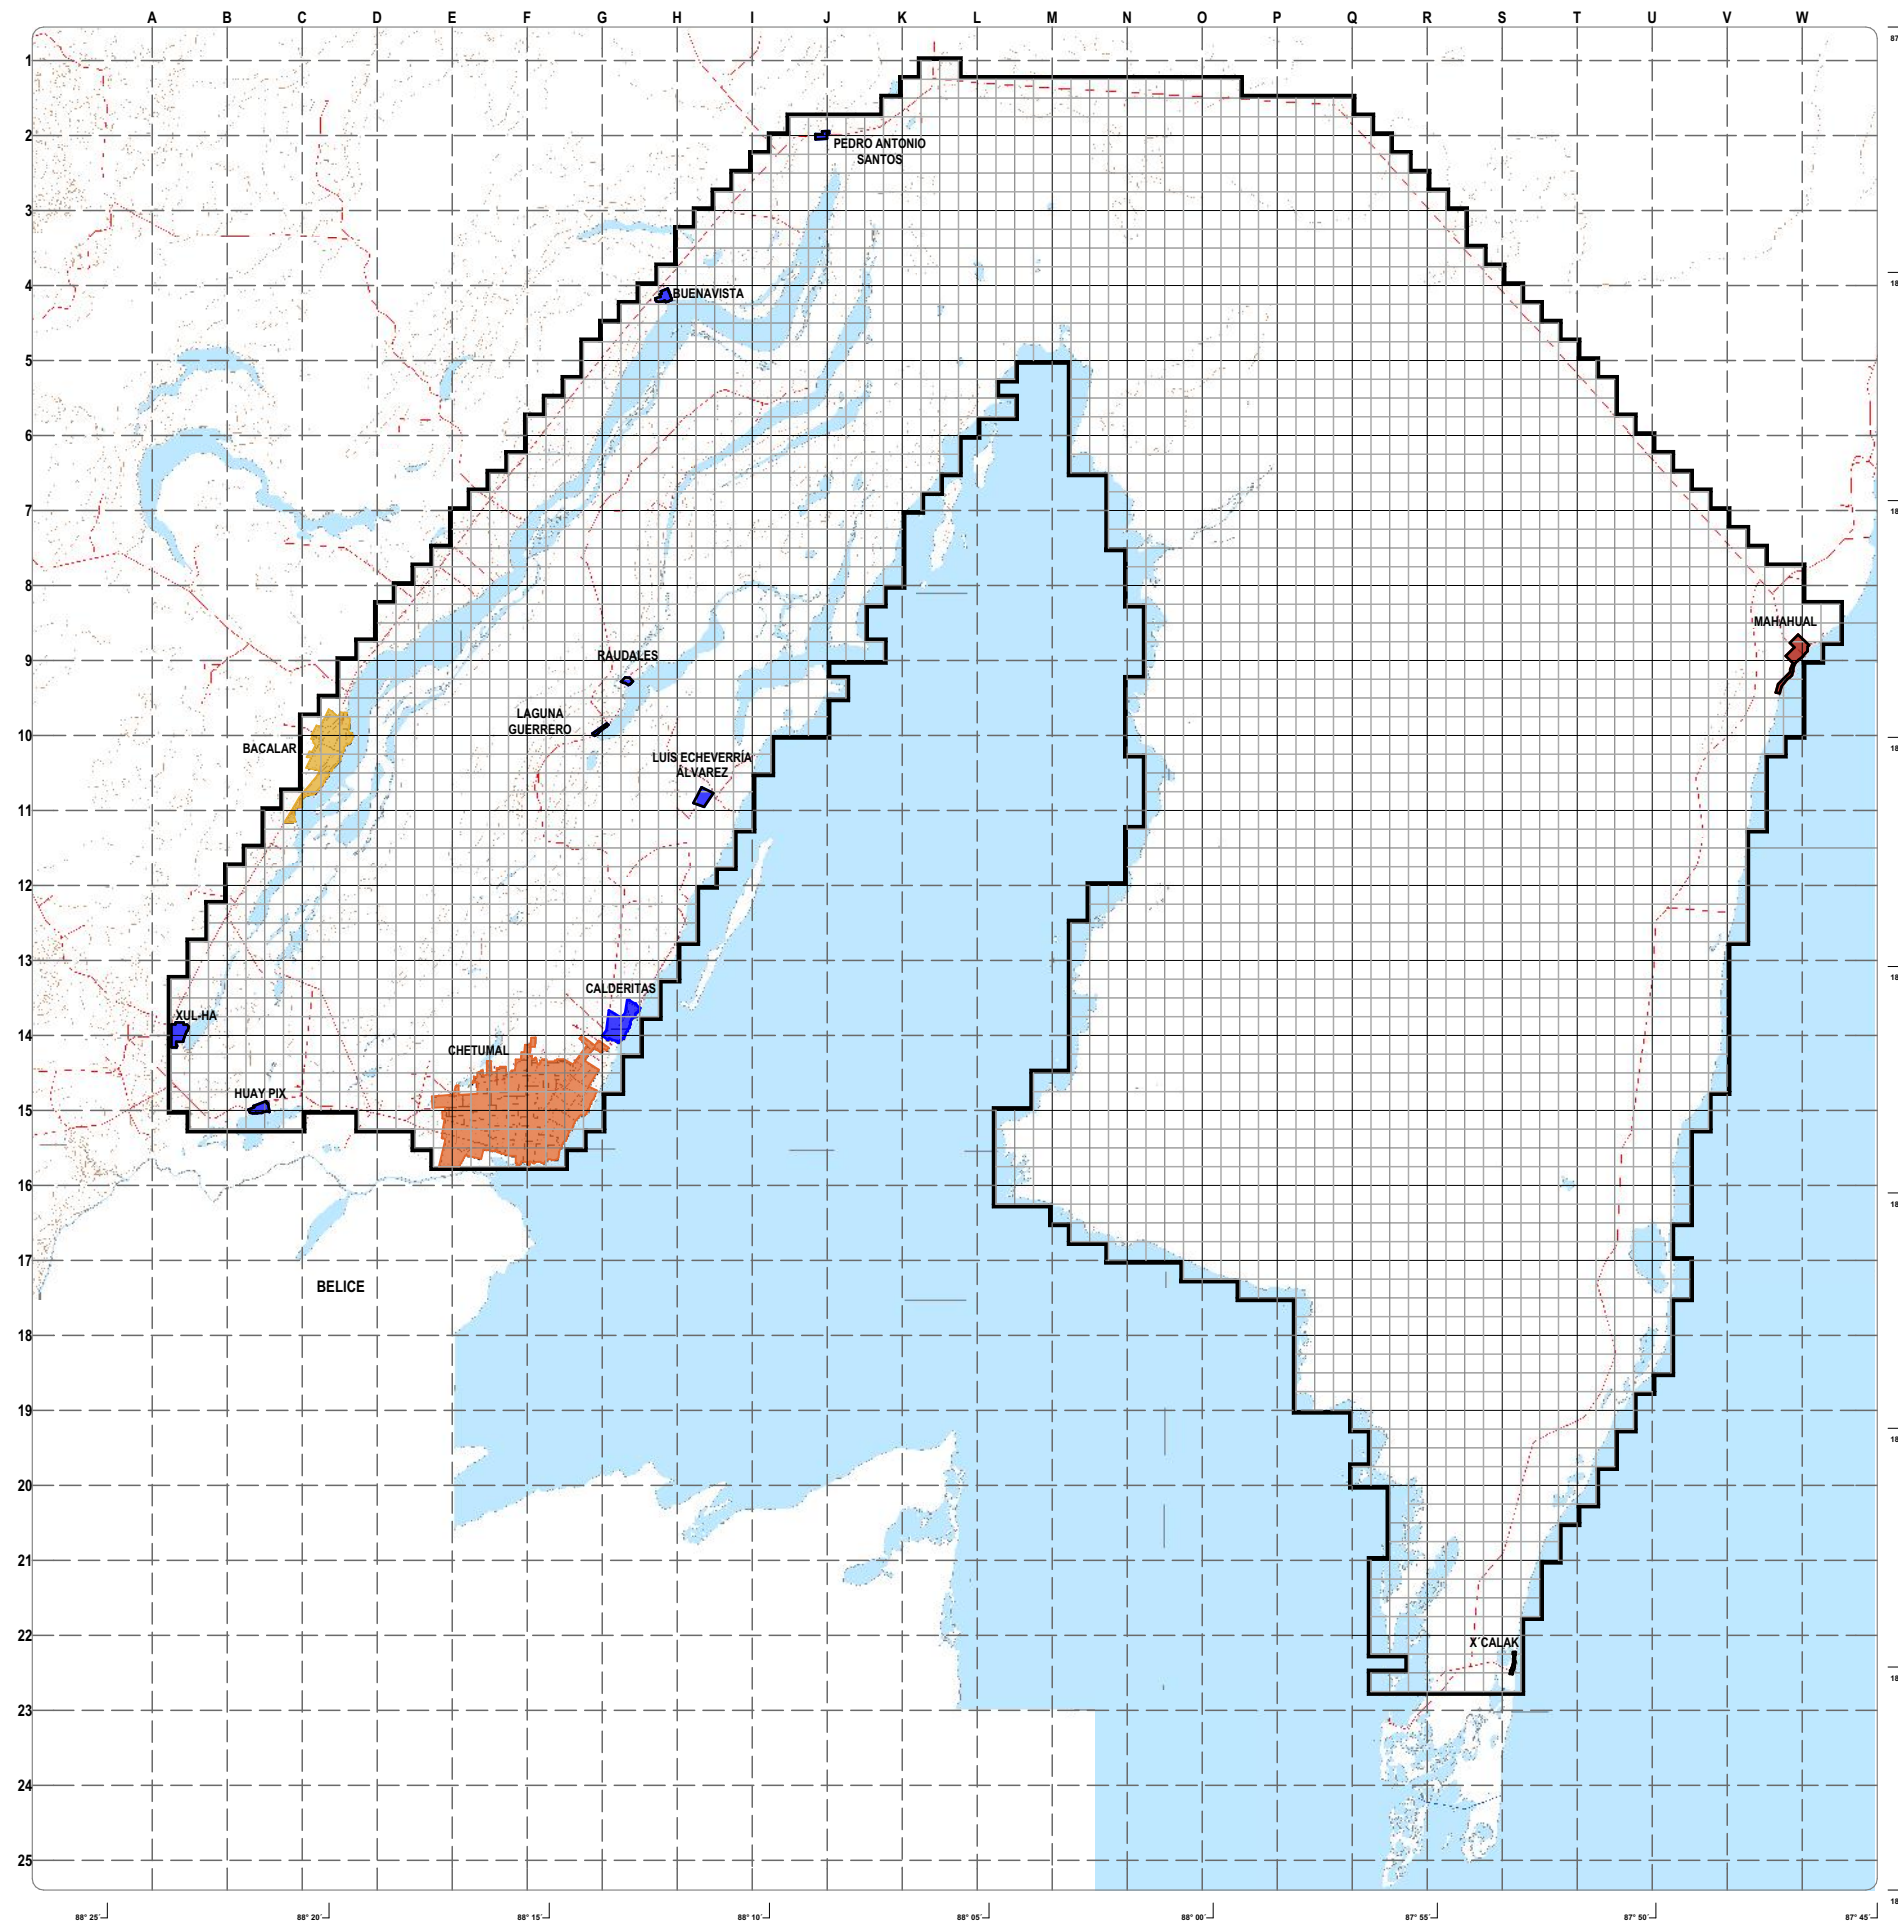 A B C D E F G H I J K L M N O P Q R S T U V W
1
2
3
4
5
6
7
8
9
10
11
12
13
14
15
16
17
18
19
20
21
22
23
24
25
PEDRO ANTONIO
SANTOS
BUENAVISTA
MAHAHUAL
RAUDALES
LAGUNA
GUERRERO
BACALAR
LUIS ECHEVERRÍA
ÁLVAREZ
CALDERITAS
XUL-HA
CHETUMAL
HUAY PIX
BELICE
X´CALAK
88° 25´ 88° 20´ 88° 15´ 88° 10´ 88° 05´ 88° 00´ 87° 55´ 87° 50´ 87° 45´